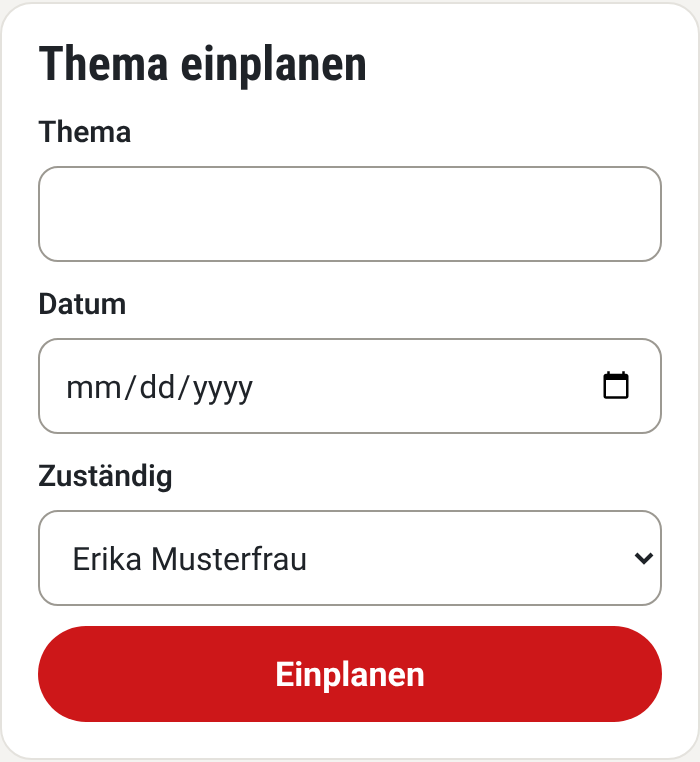 Thema einplanen
Thema
Datum
mm/dd/yyyy
Zuständig
Erika Musterfrau
Einplanen